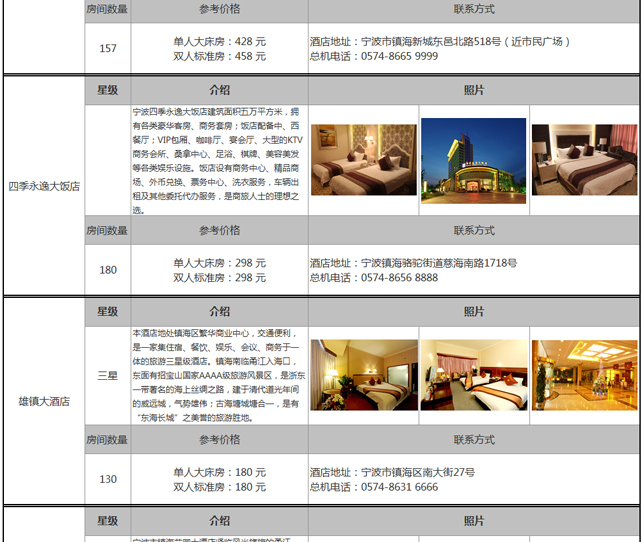 房间数量 参考价格 联系方式
157
单人大床房：428 元
双人标准房：458 元
酒店地址：宁波市镇海新城东邑北路518号（近市民广场）
总机电话：0574-8665 9999
四季永逸大饭店
星级 介绍 照片
宁波四季永逸大饭店建筑面积五万平方米，拥
有各类豪华客房、商务套房；饭店配备中、西
餐厅；VIP包厢、咖啡厅、宴会厅、大型的KTV
商务会所、桑拿中心、足浴、棋牌、美容美发
等各类娱乐设施。饭店设有商务中心、精品商
场、外币兑换、票务中心、洗衣服务，车辆出
租及其他委托代办服务，是商旅人士的理想之
选。
房间数量 参考价格 联系方式
180
单人大床房：298 元
双人标准房：298 元
酒店地址：宁波镇海骆驼街道慈海南路1718号
总机电话：0574-8656 8888
雄镇大酒店
星级 介绍 照片
三星
本酒店地处镇海区繁华商业中心，交通便利，
是一家集住宿、餐饮、娱乐、会议、商务于一
体的旅游三星级酒店。镇海南临甬江入海口，
东面有招宝山国家AAAA级旅游风景区，是浙东
一带著名的海上丝绸之路，建于清代道光年间
的威远城，气势雄伟；古海塘城塘合一，是有
“东海长城”之美誉的旅游胜地。
房间数量 参考价格 联系方式
130
单人大床房：180 元
双人标准房：180 元
酒店地址：宁波市镇海区南大街27号
总机电话：0574-8631 6666
星级 介绍 照片